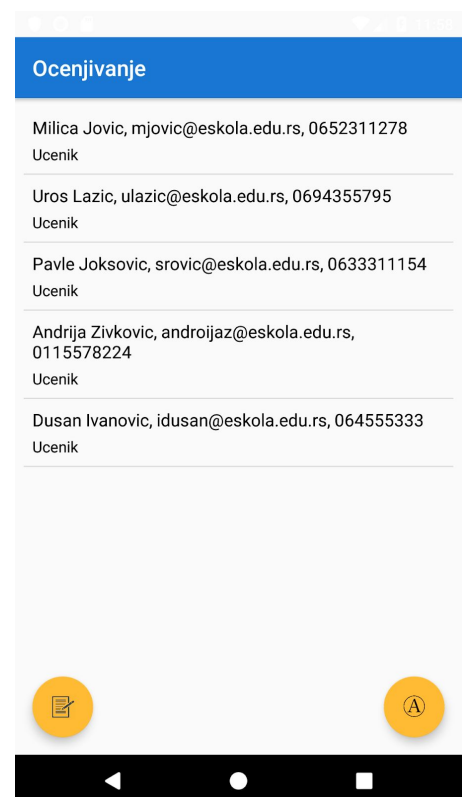 Ocenjivanje
Milica Jovic, mjovic@eskola.edu.rs, 0652311278
Ucenik
Uros Lazic, ulazic@eskola.edu.rs, 0694355795
Ucenik
Pavle Joksovic, srovic@eskola.edu.rs, 0633311154
Ucenik
Andrija Zivkovic, androijaz@eskola.edu.rs,
0115578224
Ucenik
Dusan Ivanovic, idusan@eskola.edu.rs, 064555333
Ucenik
A